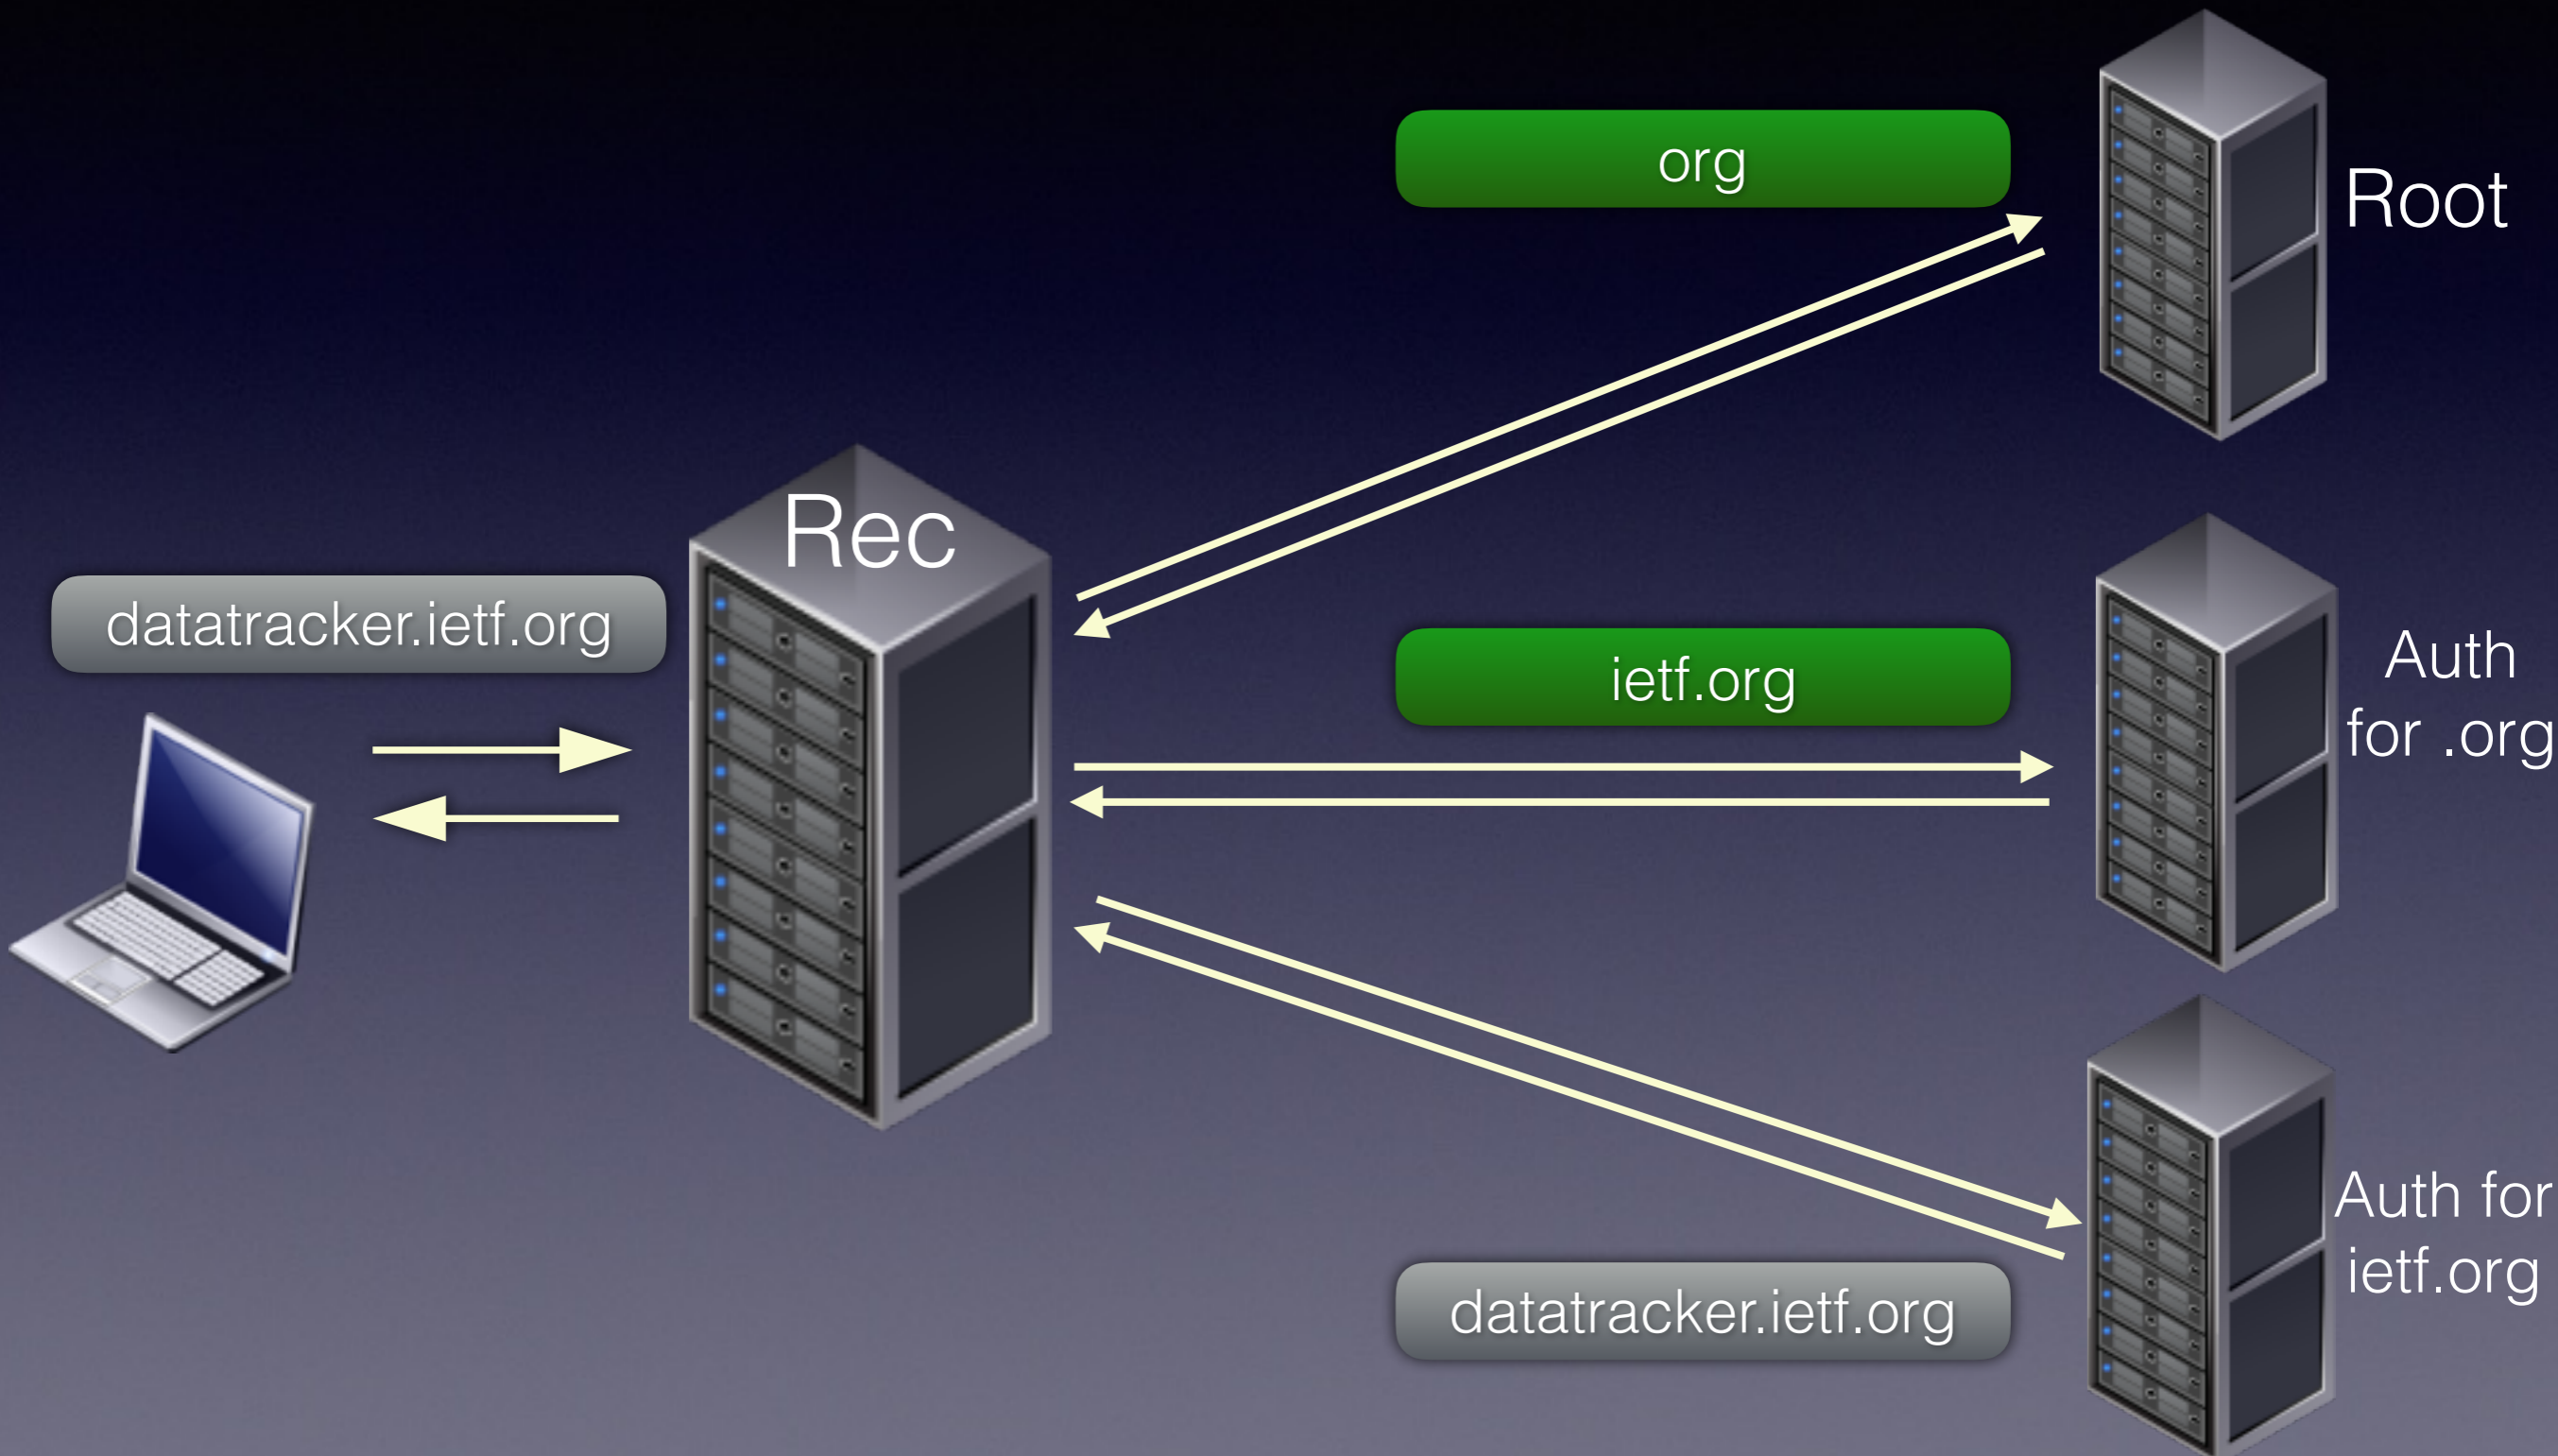 org
Root
Rec
datatracker.ietf.org
ietf.org
Auth
for .org
Auth for
ietf.org
datatracker.ietf.org